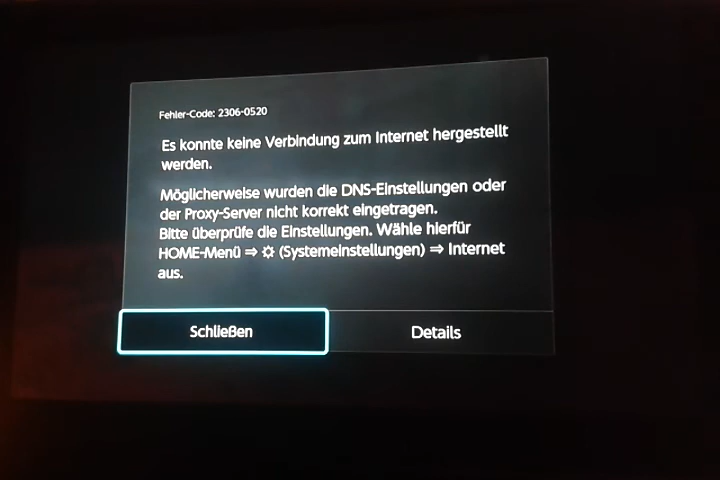 Fehler-Code: 2306-0520
Es konnte keine Verbindung zum Internet hergestellt
werden.
Möglicherweise wurden die DNS-Einstellungen oder
der Proxy-Server nicht korrekt eingetragen.
Bitte überprüfe die Einstellungen. Wähle hierfür
HOME-Menü ⇒ ⚙ (Systemeinstellungen) ⇒ Internet
aus.
Schließen
Details